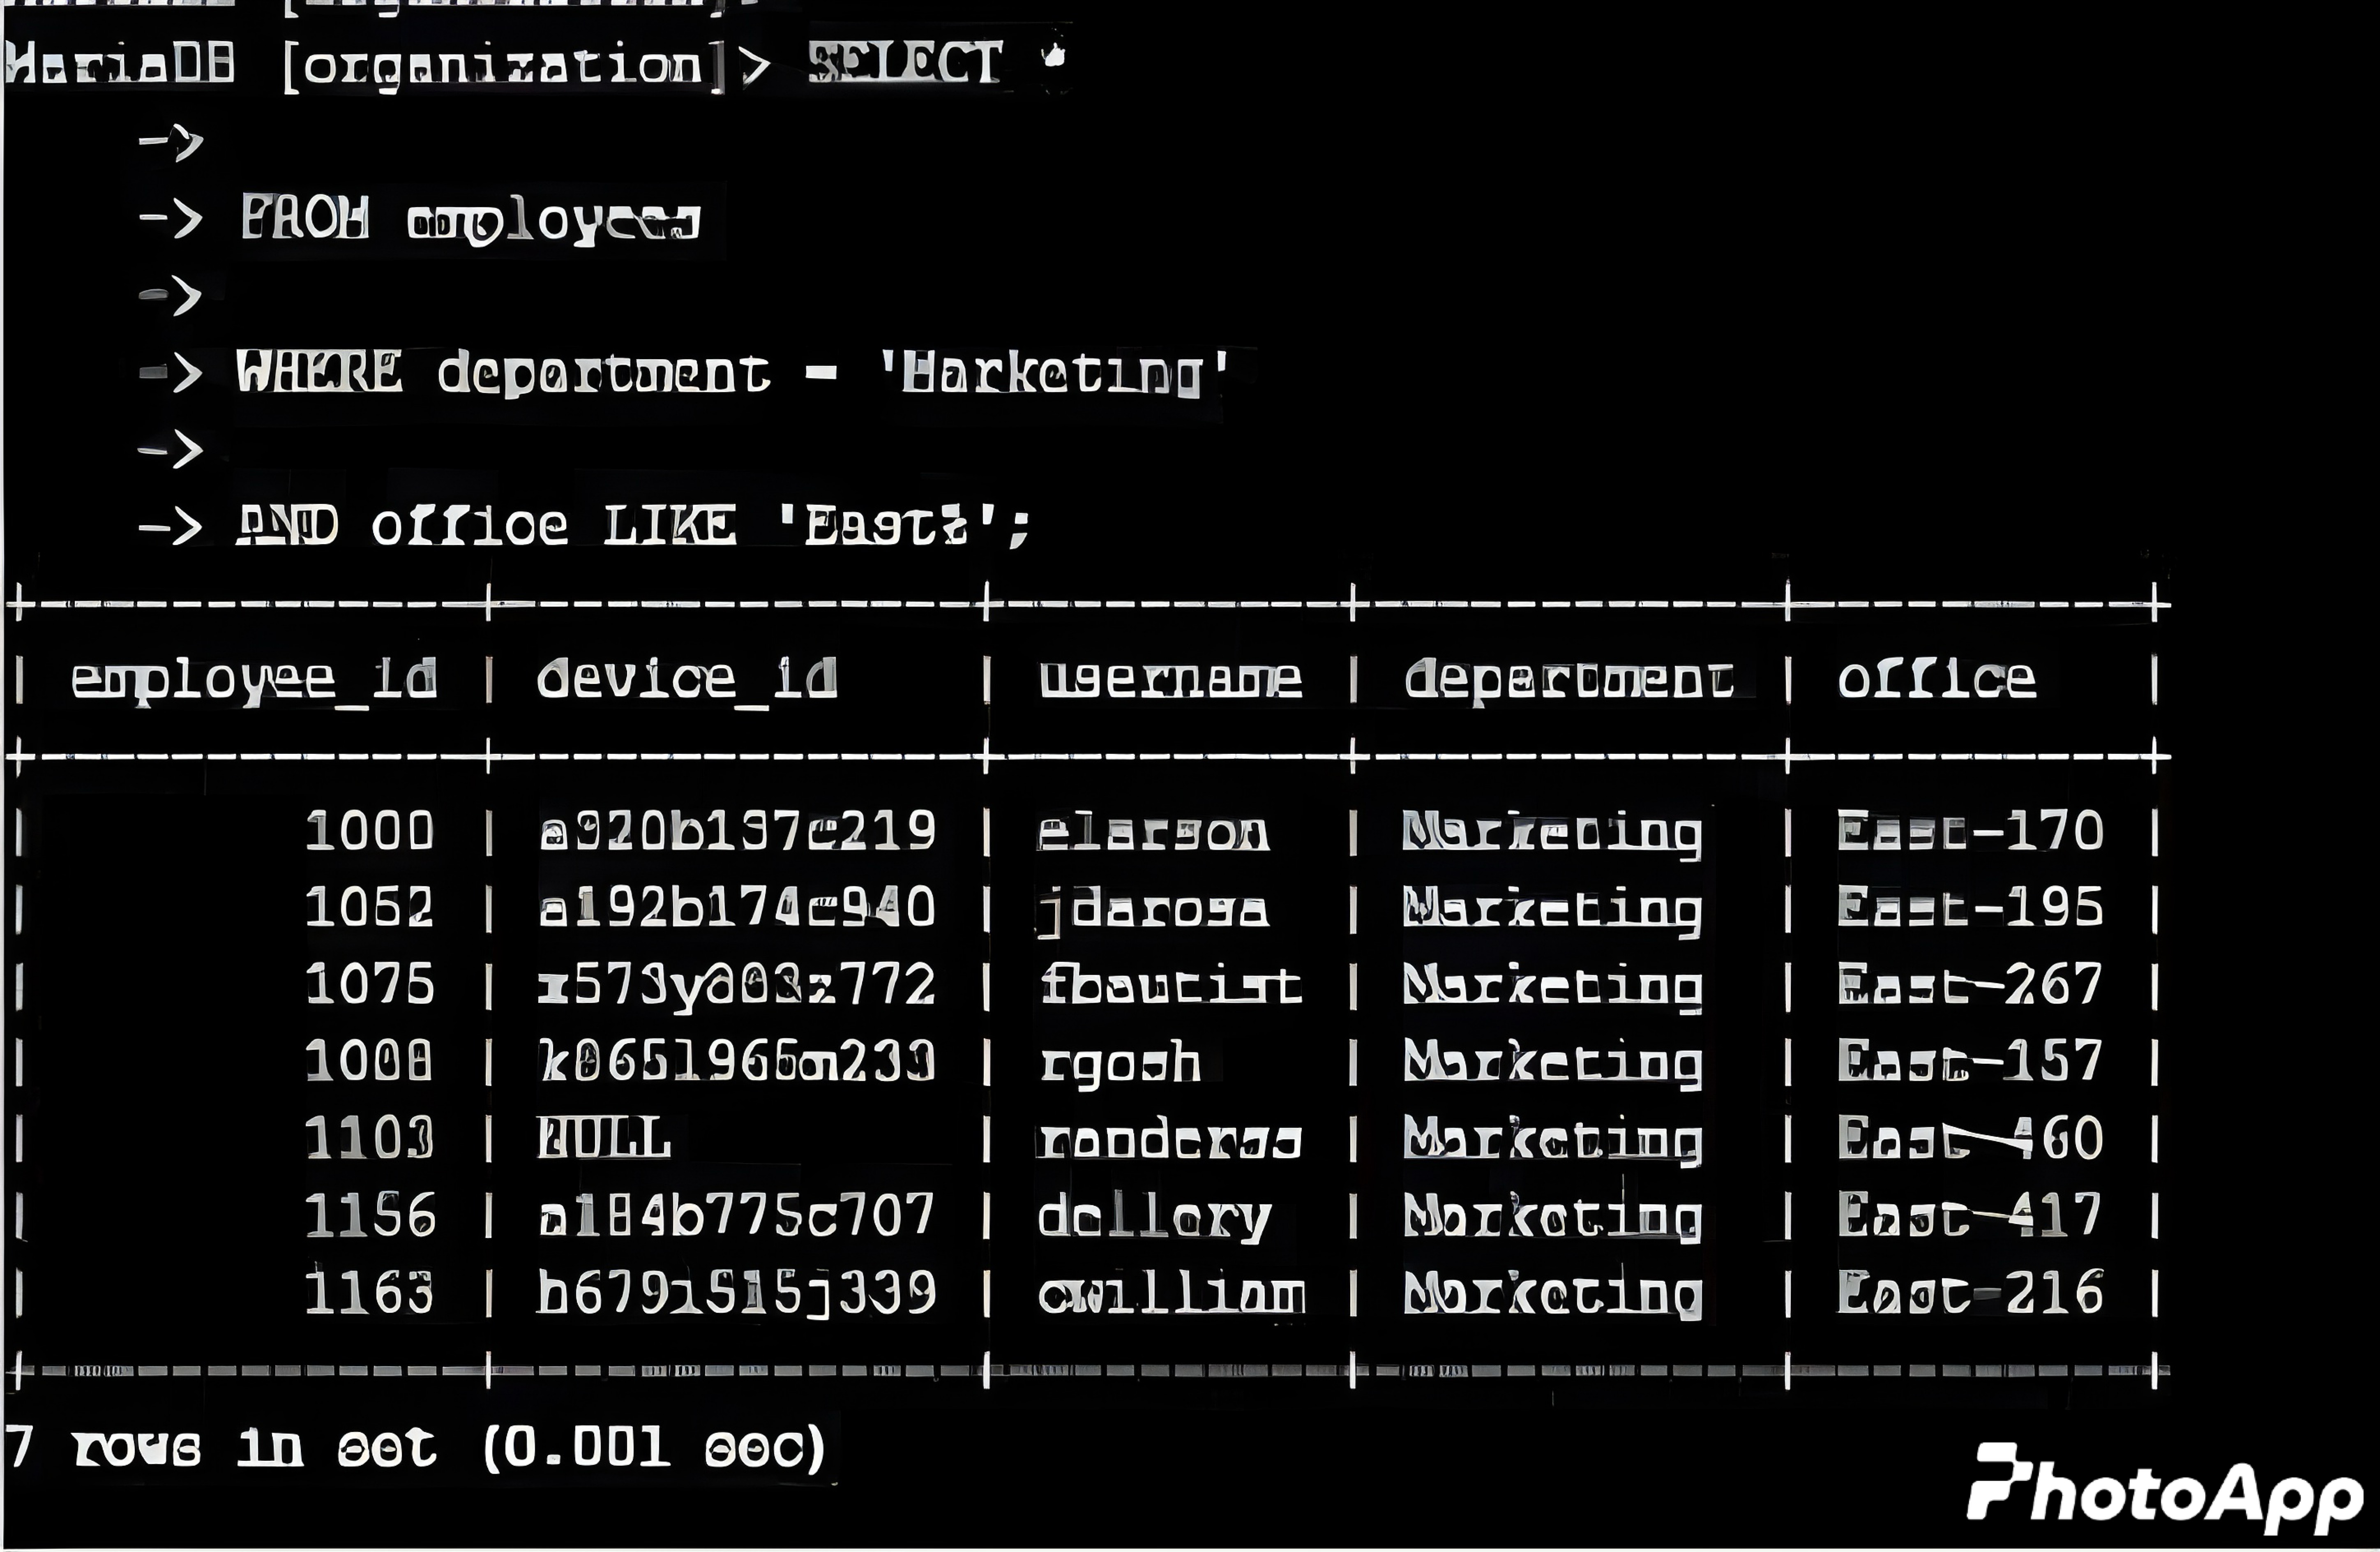 MariaDB [organization]> SELECT *
->
-> FROM employees
->
-> WHERE department = 'Marketing'
->
-> AND office LIKE 'East%';
| employee_id | device_id | username | department | office |
| 1000 | a320b137c219 | elarson | Marketing | East-170 |
| 1052 | a192b174c940 | jdarosa | Marketing | East-195 |
| 1075 | x573y883z772 | fbautist | Marketing | East-267 |
| 1088 | k8651965m233 | rgosh | Marketing | East-157 |
| 1103 | NULL | randerss | Marketing | East-460 |
| 1156 | a184b775c707 | dellery | Marketing | East-417 |
| 1163 | h679i515j339 | cwilliam | Marketing | East-216 |
7 rows in set (0.001 sec)
PhotoApp